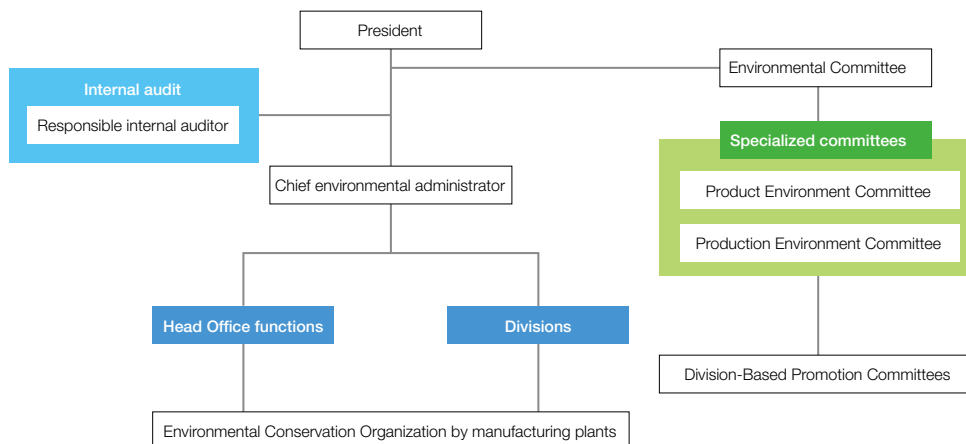 President
Environmental Committee
Internal audit
Responsible internal auditor
Specialized committees
Chief environmental administrator
Product Environment Committee
Production Environment Committee
Head Office functions
Divisions
Division-Based Promotion Committees
Environmental Conservation Organization by manufacturing plants